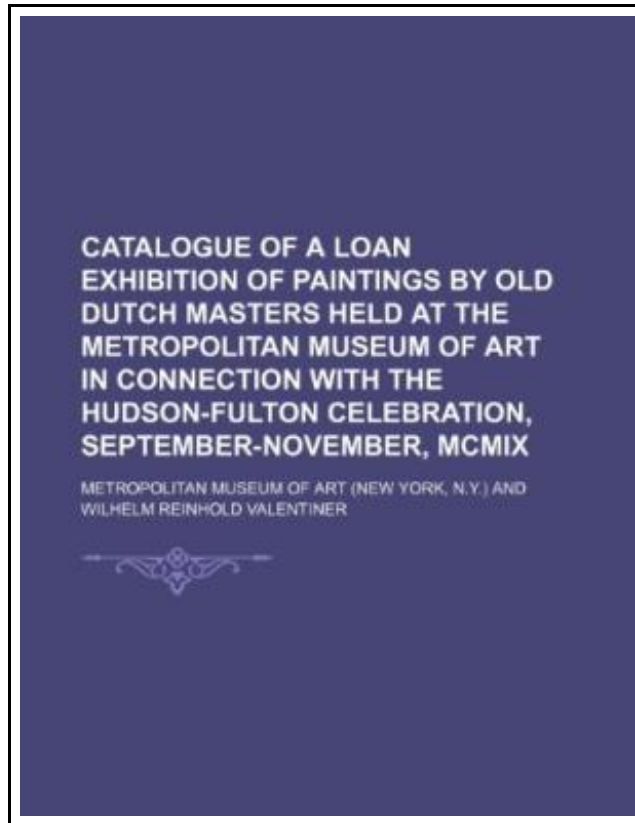 CATALOGUE OF A LOAN
EXHIBITION OF PAINTINGS BY OLD
DUTCH MASTERS HELD AT THE
METROPOLITAN MUSEUM OF ART
IN CONNECTION WITH THE
HUDSON-FULTON CELEBRATION,
SEPTEMBER-NOVEMBER, MCMIX
METROPOLITAN MUSEUM OF ART (NEW YORK, N.Y.) AND
WILHELM REINHOLD VALENTINER